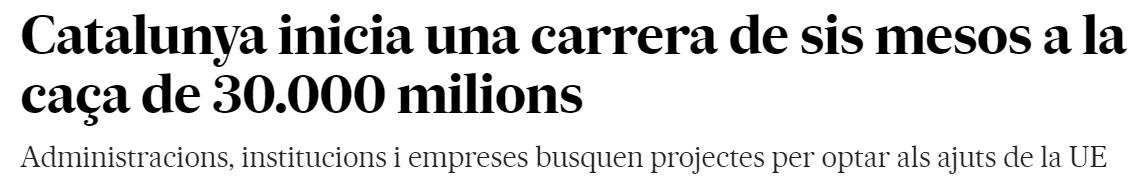 Catalunya inicia una carrera de sis mesos a la
caça de 30.000 milions
Administracions, institucions i empreses busquen projectes per optar als ajuts de la UE